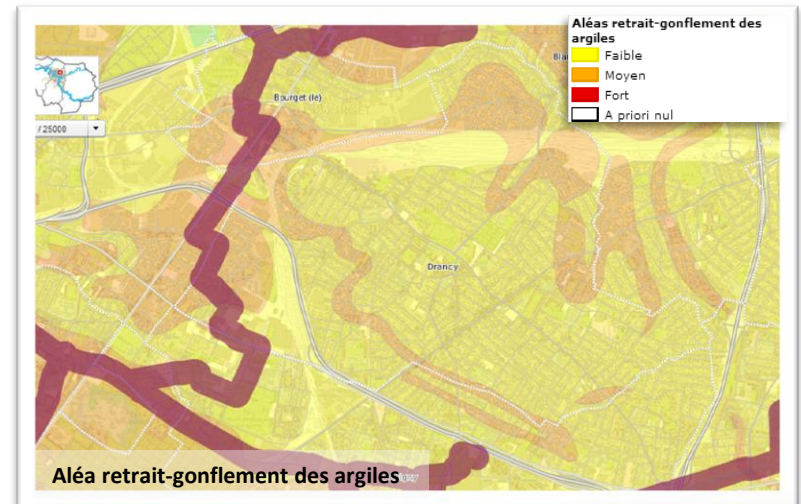 Aléas retrait-gonflement des
argiles
Faible
Moyen
Fort
A priori nul
Bourget (le)
/ 25000
Drancy
Aléa retrait-gonflement des argiles